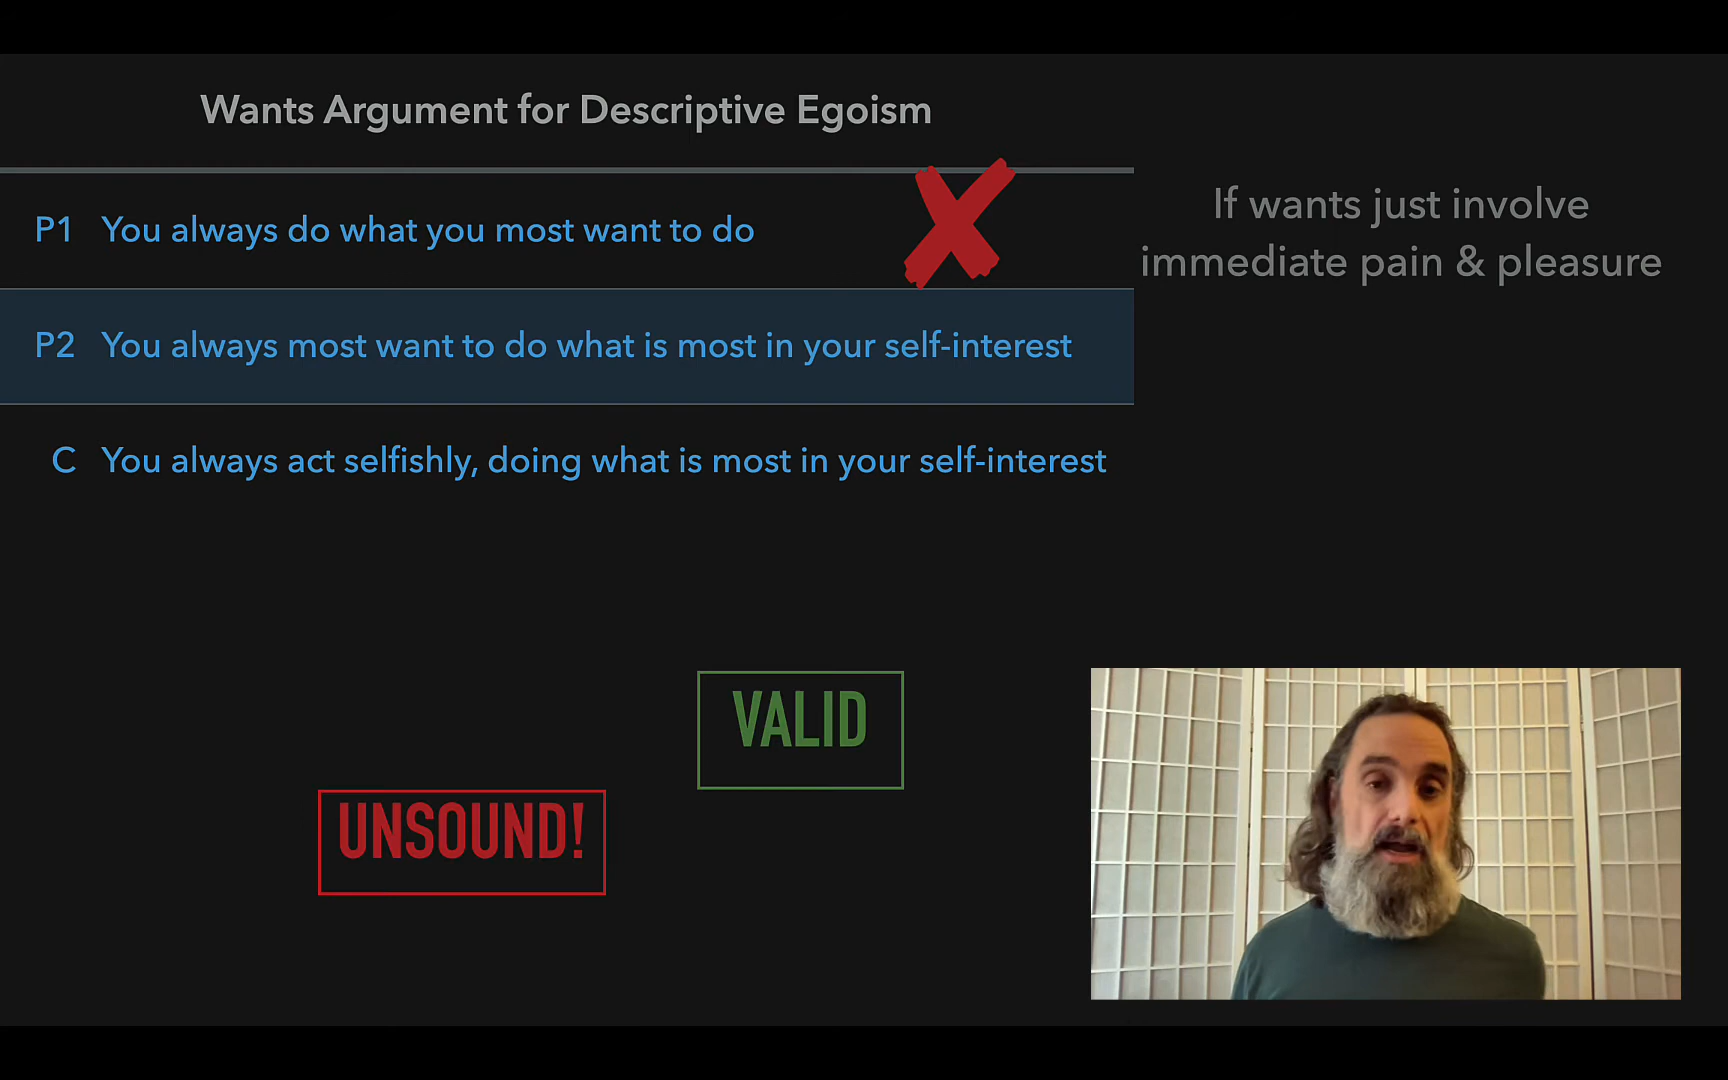 Wants Argument for Descriptive Egoism
P1 You always do what you most want to do
If wants just involve
immediate pain & pleasure
P2 You always most want to do what is most in your self-interest
C You always act selfishly, doing what is most in your self-interest
VALID
UNSOUND!